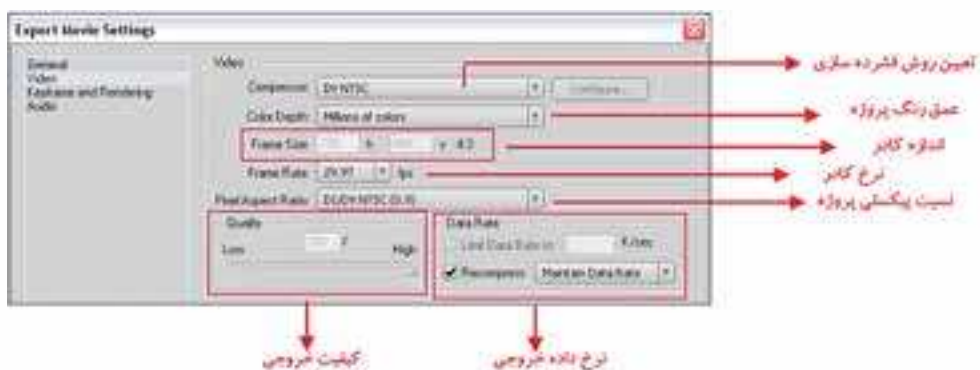 Export Movie Settings
General
Video
Keyframe and Rendering
Audio
Video
Compressor: DV NTSC
Configure...
تعیین روش فشرده سازی
Color Depth: Millions of colors
عمق رنگ پروژه
Frame Size h v 4:3
اندازه کادر
Frame Rate: 29.97 fps
نرخ کادر
Pixel Aspect Ratio: D1/DV NTSC (0.9)
نسبت پیکسلی پروژه
Quality
Low High
Data Rate
Limit Data Rate to K/sec
Recompress Maintain Data Rate
کیفیت خروجی
نرخ داده خروجی